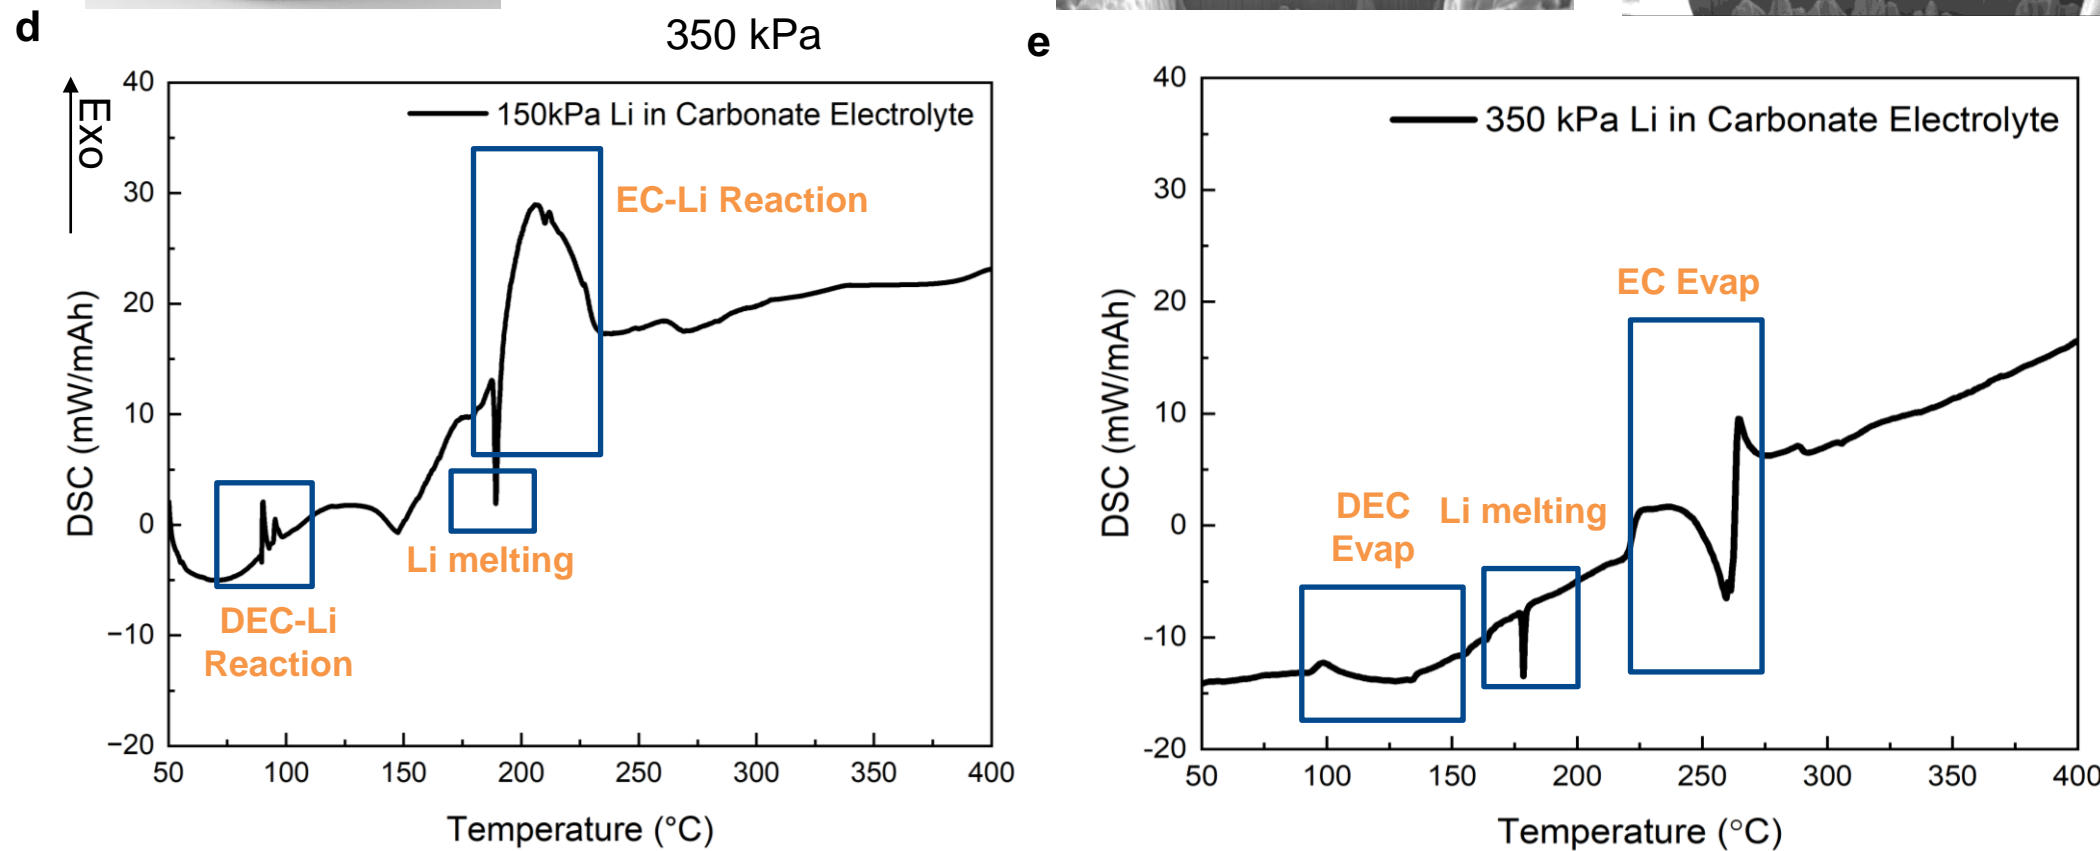 d
350 kPa
e
Exo
40
30
20
10
0
−10
−20
DSC (mW/mAh)
150kPa Li in Carbonate Electrolyte
EC-Li Reaction
Li melting
DEC-Li
Reaction
50 100 150 200 250 300 350 400
Temperature (°C)
40
30
20
10
0
-10
-20
DSC (mW/mAh)
350 kPa Li in Carbonate Electrolyte
EC Evap
DEC
Evap
Li melting
50 100 150 200 250 300 350 400
Temperature (°C)